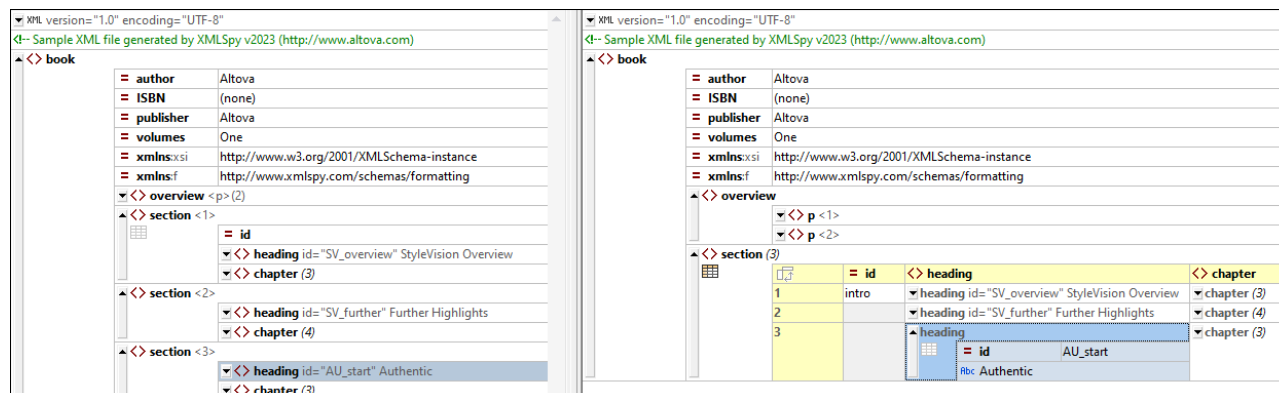 XML version="1.0" encoding="UTF-8"
<!-- Sample XML file generated by XMLSpy v2023 (http://www.altova.com)
<> book
= author Altova
= ISBN (none)
= publisher Altova
= volumes One
= xmlns:xsi http://www.w3.org/2001/XMLSchema-instance
= xmlns:f http://www.xmlspy.com/schemas/formatting
<> overview <p>(2)
<> section <1>
= id
<> heading id="SV_overview" StyleVision Overview
<> chapter (3)
<> section <2>
<> heading id="SV_further" Further Highlights
<> chapter (4)
<> section <3>
<> heading id="AU_start" Authentic
<> chapter (3)
XML version="1.0" encoding="UTF-8"
<!-- Sample XML file generated by XMLSpy v2023 (http://www.altova.com)
<> book
= author Altova
= ISBN (none)
= publisher Altova
= volumes One
= xmlns:xsi http://www.w3.org/2001/XMLSchema-instance
= xmlns:f http://www.xmlspy.com/schemas/formatting
<> overview
<> p <1>
<> p <2>
<> section (3)
= id <> heading <> chapter
1 intro heading id="SV_overview" StyleVision Overview chapter (3)
2 heading id="SV_further" Further Highlights chapter (4)
3 heading chapter (3)
= id AU_start
Abc Authentic